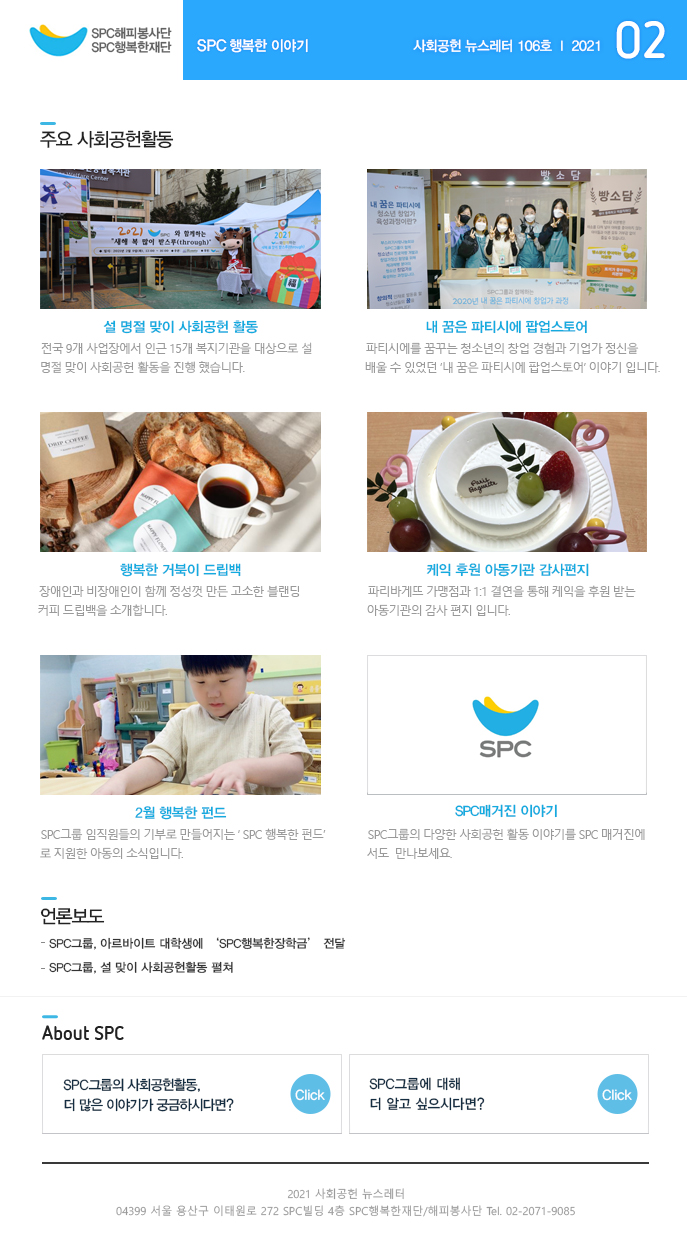 SPC해피봉사단
SPC행복한재단
SPC 행복한 이야기
사회공헌 뉴스레터 106호 | 2021 02
주요 사회공헌활동
Welfare Center
2021 SPC 와 함께하는
"새해 복 많이 받스루(through)"
2021
福
빵소담
내 꿈은 파티시에
청소년 창업가
육성과정이란?
빵소담
SPC그룹과 함께하는
2020년 내 꿈은 파티시에 창업가 과정
설 명절 맞이 사회공헌 활동
전국 9개 사업장에서 인근 15개 복지기관을 대상으로 설
명절 맞이 사회공헌 활동을 진행 했습니다.
내 꿈은 파티시에 팝업스토어
파티시에를 꿈꾸는 청소년의 창업 경험과 기업가 정신을
배울 수 있었던 '내 꿈은 파티시에 팝업스토어' 이야기 입니다.
DRIP COFFEE
HAPPY FLOWER
HAPPY FLOWER
Paris
Baguette
행복한 거북이 드립백
장애인과 비장애인이 함께 정성껏 만든 고소한 블랜딩
커피 드립백을 소개합니다.
케익 후원 아동기관 감사편지
파리바게뜨 가맹점과 1:1 결연을 통해 케익을 후원 받는
아동기관의 감사 편지 입니다.
SPC
2월 행복한 펀드
SPC그룹 임직원들의 기부로 만들어지는 ' SPC 행복한 펀드'
로 지원한 아동의 소식입니다.
SPC매거진 이야기
SPC그룹의 다양한 사회공헌 활동 이야기를 SPC 매거진에
서도 만나보세요.
언론보도
- SPC그룹, 아르바이트 대학생에 'SPC행복한장학금' 전달
- SPC그룹, 설 맞이 사회공헌활동 펼쳐
About SPC
SPC그룹의 사회공헌활동,
더 많은 이야기가 궁금하시다면?
Click
SPC그룹에 대해
더 알고 싶으시다면?
Click
2021 사회공헌 뉴스레터
04399 서울 용산구 이태원로 272 SPC빌딩 4층 SPC행복한재단/해피봉사단 Tel. 02-2071-9085